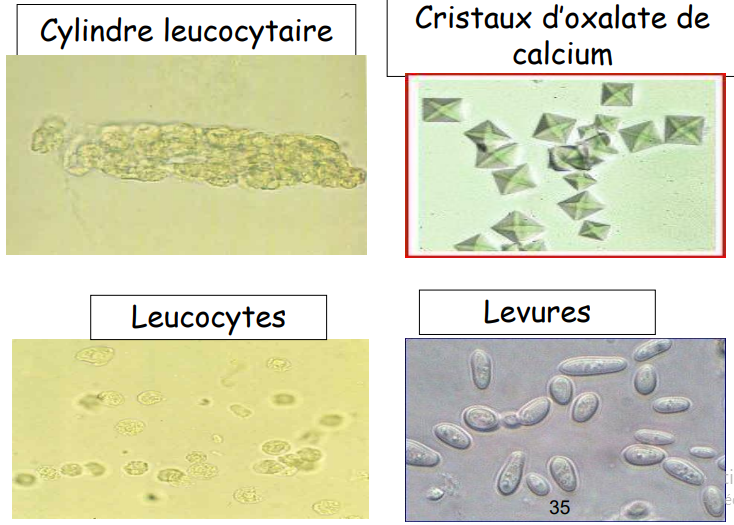 Cylindre leucocytaire
Cristaux d'oxalate de
calcium
Leucocytes
Levures
35